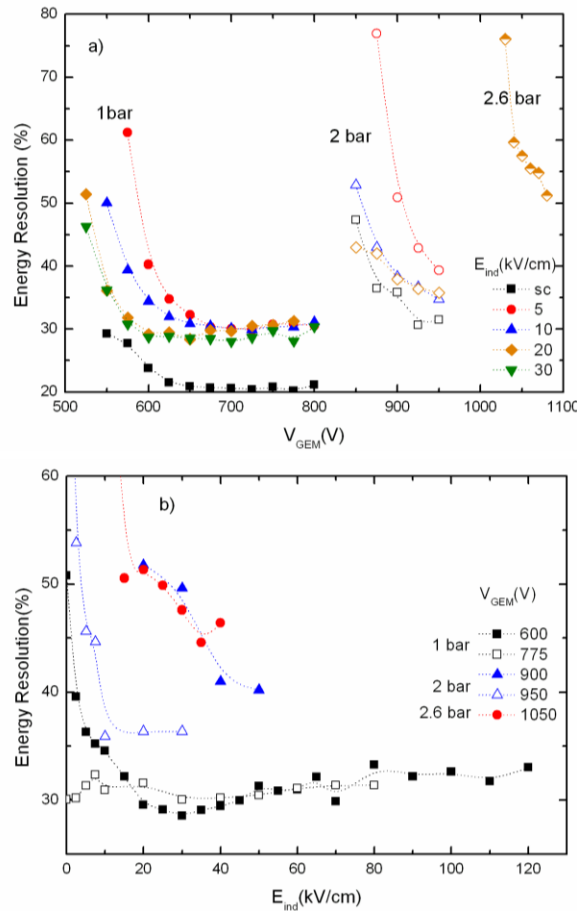 80
a)
70
1bar
2.6 bar
60
2 bar
50
Energy Resolution (%)
E_ind(kV/cm)
40
sc
5
10
30
20
30
20
500 600 700 800 900 1000 1100
V_GEM(V)
60
b)
V_GEM(V)
50
1 bar
600
775
Energy Resolution(%)
2 bar
900
950
40
2.6 bar
1050
30
0 20 40 60 80 100 120
E_ind(kV/cm)